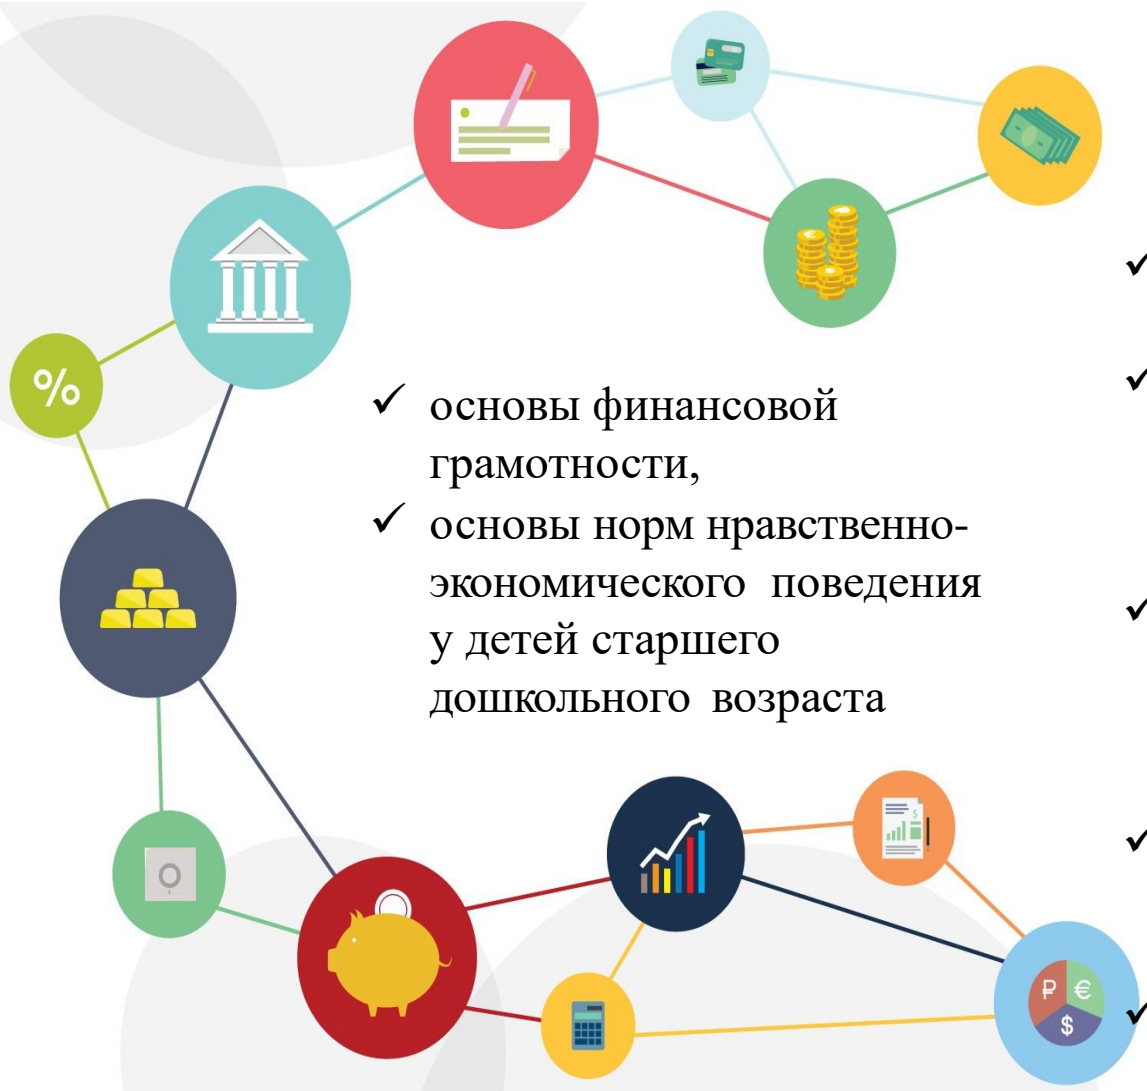 %
✓ основы финансовой
грамотности,
✓ основы норм нравственно-
экономического поведения
у детей старшего
дошкольного возраста
$
₽ €
$
✓
✓
✓
✓
✓